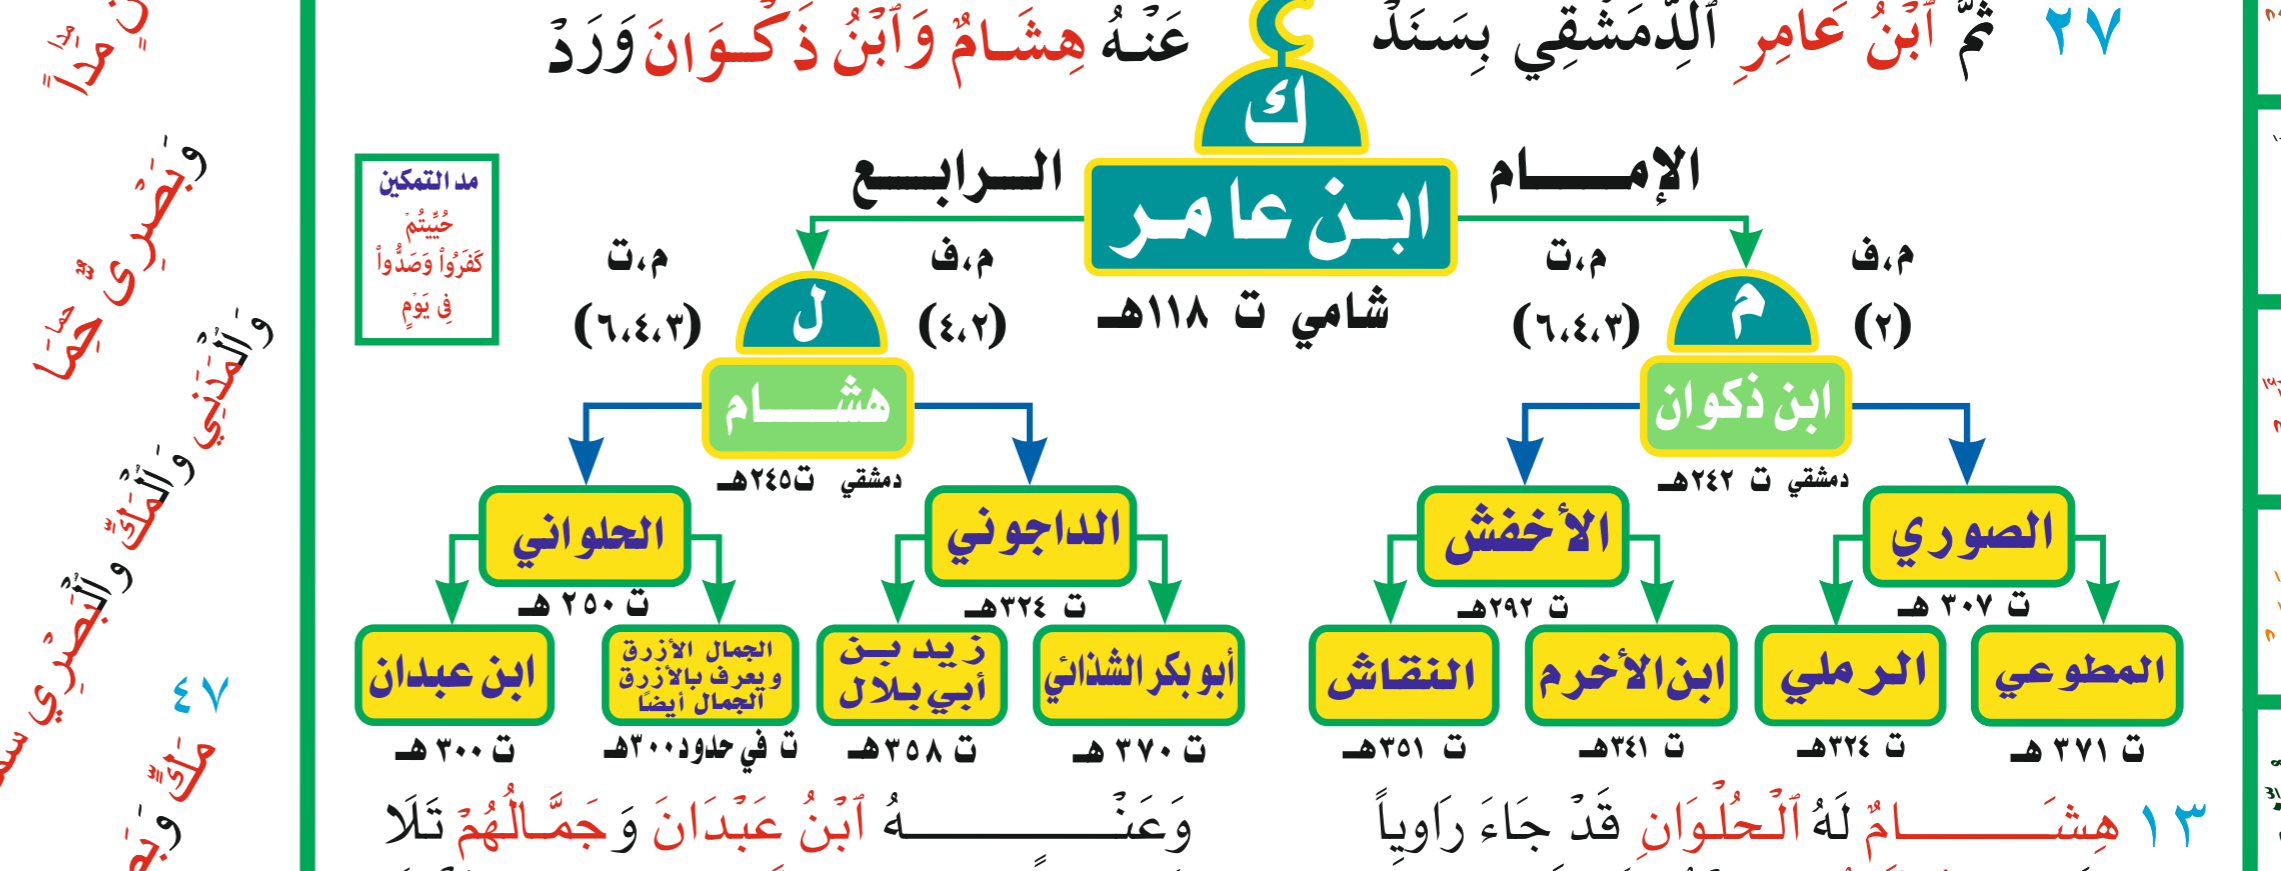 ٢٧ ثُمَّ ٱبْنُ عَامِرِ ٱلدِّمَشْقِي بِسَنَدْ عَنْهُ هِشَامٌ وَٱبْنُ ذَكْوَانَ وَرَدْ
ك
الإمام ابن عامر الرابع
شامي ت ١١٨هـ
مد التمكين
حُيِّيتُمْ
كَفَرُواْ وَصَدُّواْ
فِى يَوْمٍ
م،ف م،ت م،ف م،ت
(٢) م (٦،٤،٣) (٤،٢) ل (٦،٤،٣)
ابن ذكوان هشام
دمشقي ت ٢٤٢هـ دمشقي ت٢٤٥هـ
الصوري الأخفش الداجوني الحلواني
ت ٣٠٧ هـ ت ٢٩٢هـ ت ٣٢٤هـ ت ٢٥٠ هـ
المطوعي الرملي ابن الأخرم النقاش أبو بكر الشذائي
زيد بن
أبي بلال
الجمال الأزرق
ويعرف بالأزرق
الجمال أيضًا
ابن عبدان
ت ٣٧١ هـ ت ٣٢٤هـ ت ٣٤١هـ ت ٣٥١هـ ت ٣٧٠ هـ ت ٣٥٨هـ ت في حدود٣٠٠هـ ت ٣٠٠ هـ
١٣ هِشَامٌ لَهُ ٱلْحُلْوَانِ قَدْ جَاءَ رَاوِياً وَعَنْهُ ٱبْنُ عَبْدَانَ وَجَمَّالُهُمْ تَلَا
مَدّاً
وَبَصْرِى حِمَا
حما
وَٱلْمَدَنِي وَٱلْمَكِّ وٱلْبَصْرِي
٤٧
مَكٍّ